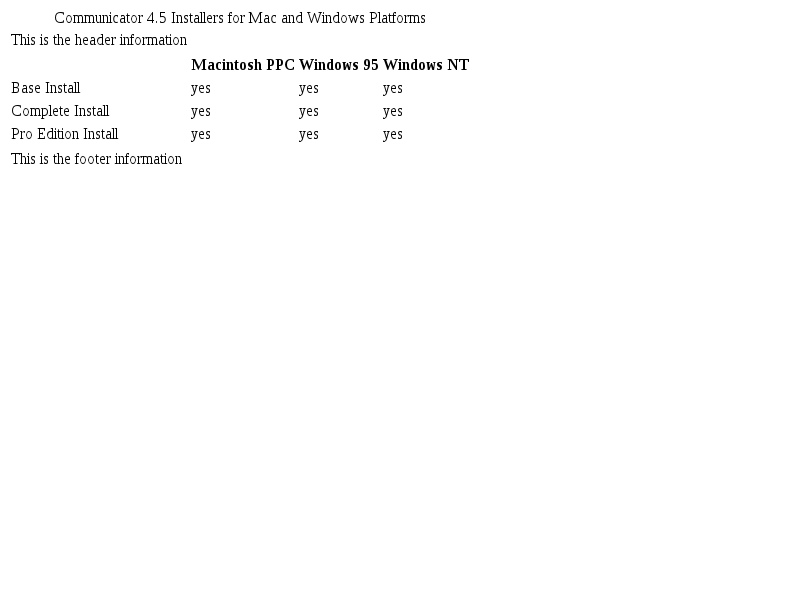 Communicator 4.5 Installers for Mac and Windows Platforms
This is the header information
Macintosh PPC Windows 95 Windows NT
Base Install yes yes yes
Complete Install yes yes yes
Pro Edition Install yes yes yes
This is the footer information